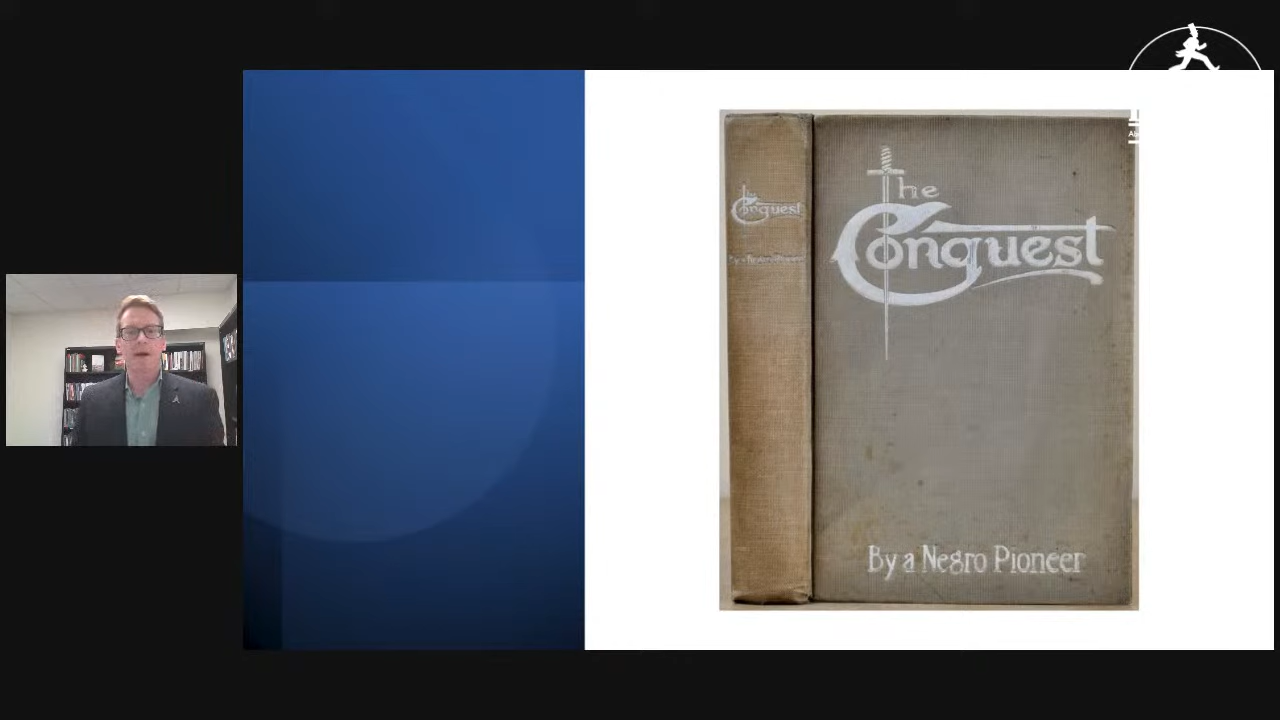 The
Conquest
By a Negro Pioneer
The
Conquest
By a Negro Pioneer